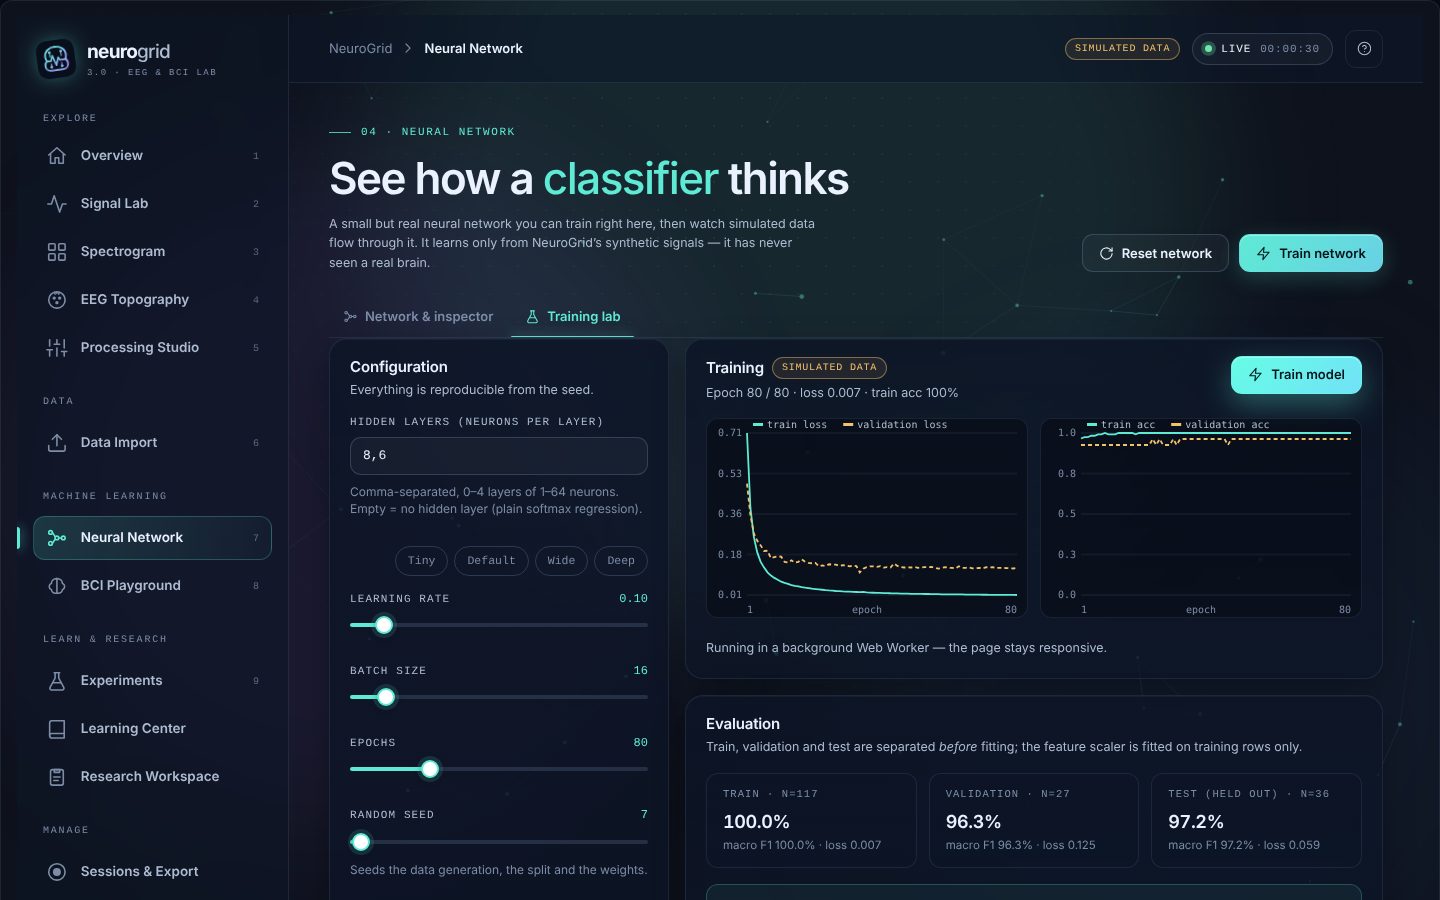 neurogrid
3.0 · EEG & BCI LAB
EXPLORE
Overview 1
Signal Lab 2
Spectrogram 3
EEG Topography 4
Processing Studio 5
DATA
Data Import 6
MACHINE LEARNING
Neural Network 7
BCI Playground 8
LEARN & RESEARCH
Experiments 9
Learning Center
Research Workspace
MANAGE
Sessions & Export
NeuroGrid > Neural Network
SIMULATED DATA
LIVE 00:00:30
04 · NEURAL NETWORK
See how a classifier thinks
A small but real neural network you can train right here, then watch simulated data
flow through it. It learns only from NeuroGrid’s synthetic signals — it has never
seen a real brain.
Reset network
Train network
Network & inspector
Training lab
Configuration
Everything is reproducible from the seed.
HIDDEN LAYERS (NEURONS PER LAYER)
8,6
Comma-separated, 0–4 layers of 1–64 neurons.
Empty = no hidden layer (plain softmax regression).
Tiny Default Wide Deep
LEARNING RATE 0.10
BATCH SIZE 16
EPOCHS 80
RANDOM SEED 7
Seeds the data generation, the split and the weights.
Training SIMULATED DATA
Epoch 80 / 80 · loss 0.007 · train acc 100%
Train model
train loss validation loss
0.71
0.53
0.36
0.18
0.01
1 epoch 80
train acc validation acc
1.0
0.8
0.5
0.3
0.0
1 epoch 80
Running in a background Web Worker — the page stays responsive.
Evaluation
Train, validation and test are separated before fitting; the feature scaler is fitted on training rows only.
TRAIN · N=117
100.0%
macro F1 100.0% · loss 0.007
VALIDATION · N=27
96.3%
macro F1 96.3% · loss 0.125
TEST (HELD OUT) · N=36
97.2%
macro F1 97.2% · loss 0.059